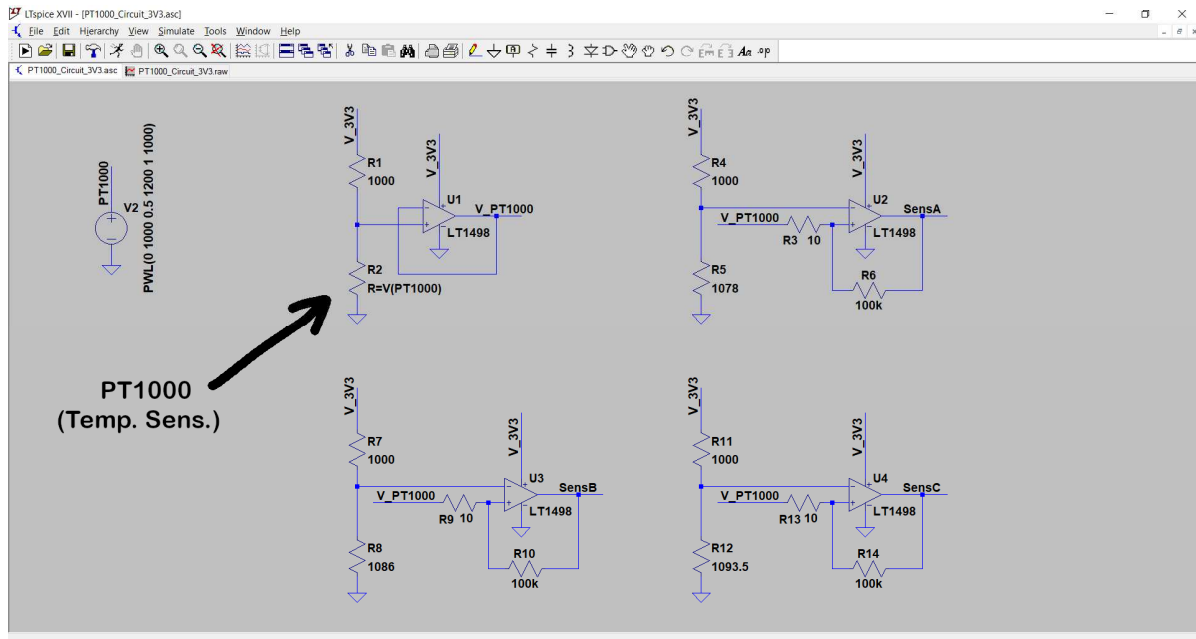 LTspice XVII - [PT1000_Circuit_3V3.asc]
File Edit Hierarchy View Simulate Tools Window Help
PT1000_Circuit_3V3.asc PT1000_Circuit_3V3.raw
PT1000
V2
PWL(0 1000 0.5 1200 1 1000)
V_3V3
R1
1000
V_3V3
U1
V_PT1000
LT1498
R2
R=V(PT1000)
PT1000
(Temp. Sens.)
V_3V3
R4
1000
V_3V3
U2
SensA
V_PT1000
LT1498
R3 10
R5
1078
R6
100k
V_3V3
R7
1000
V_3V3
U3
SensB
V_PT1000
LT1498
R9 10
R8
1086
R10
100k
V_3V3
R11
1000
V_3V3
U4
SensC
V_PT1000
LT1498
R13 10
R12
1093.5
R14
100k